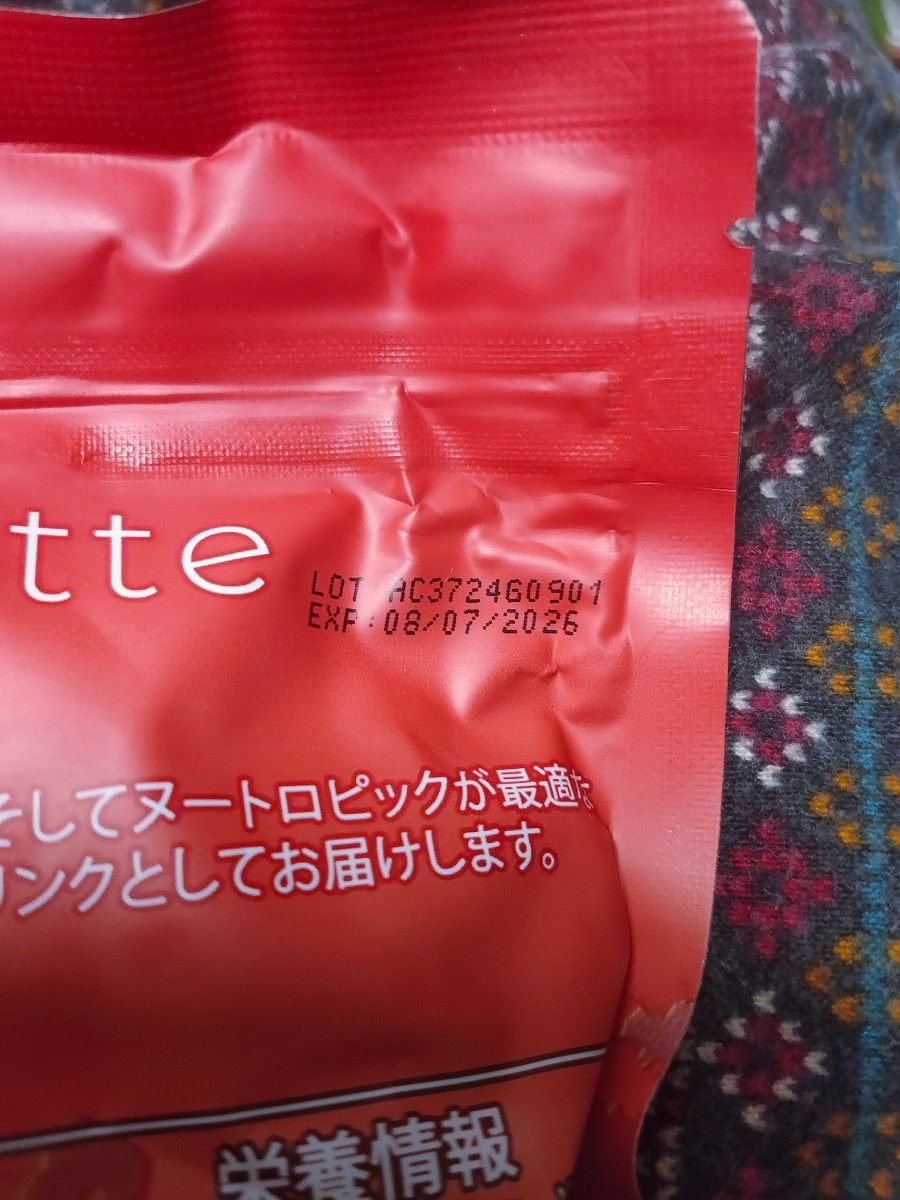 tte
LOT AC372460901
EXP:08/07/2026
そしてヌートロピックが最適な
リンクとしてお届けします。
栄養情報